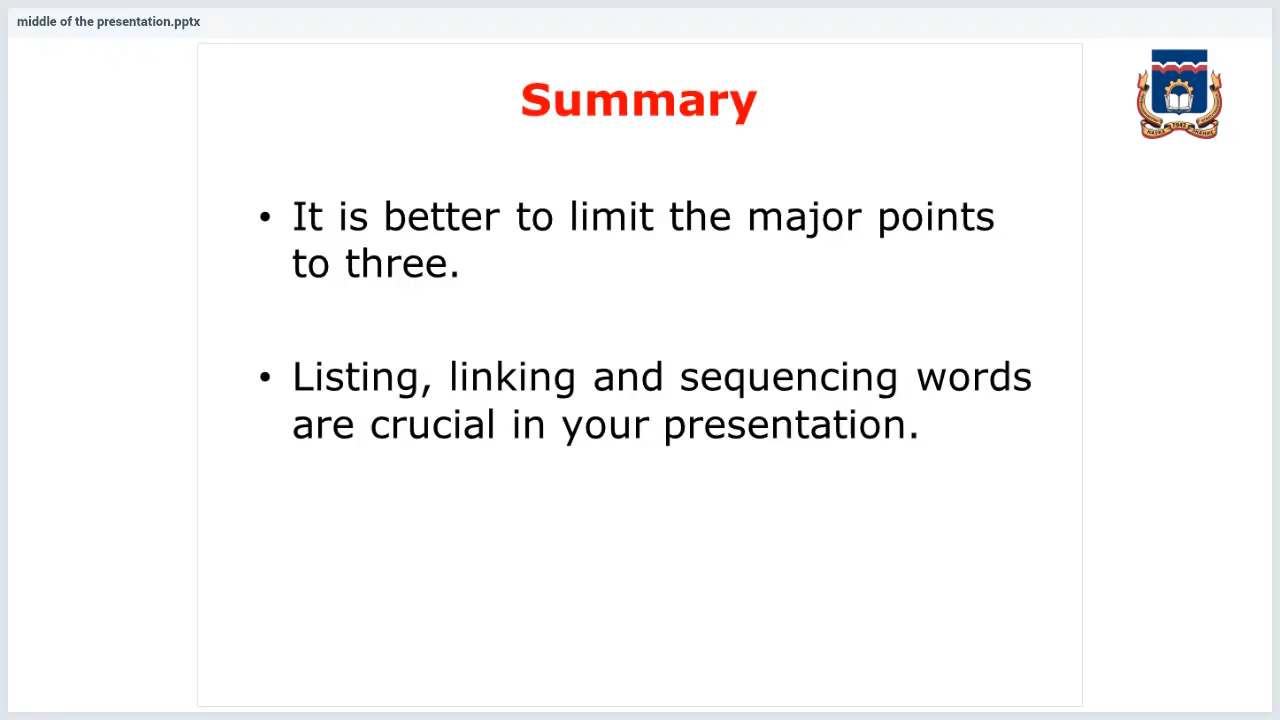 middle of the presentation.pptx
Summary
• It is better to limit the major points
to three.
• Listing, linking and sequencing words
are crucial in your presentation.
1942